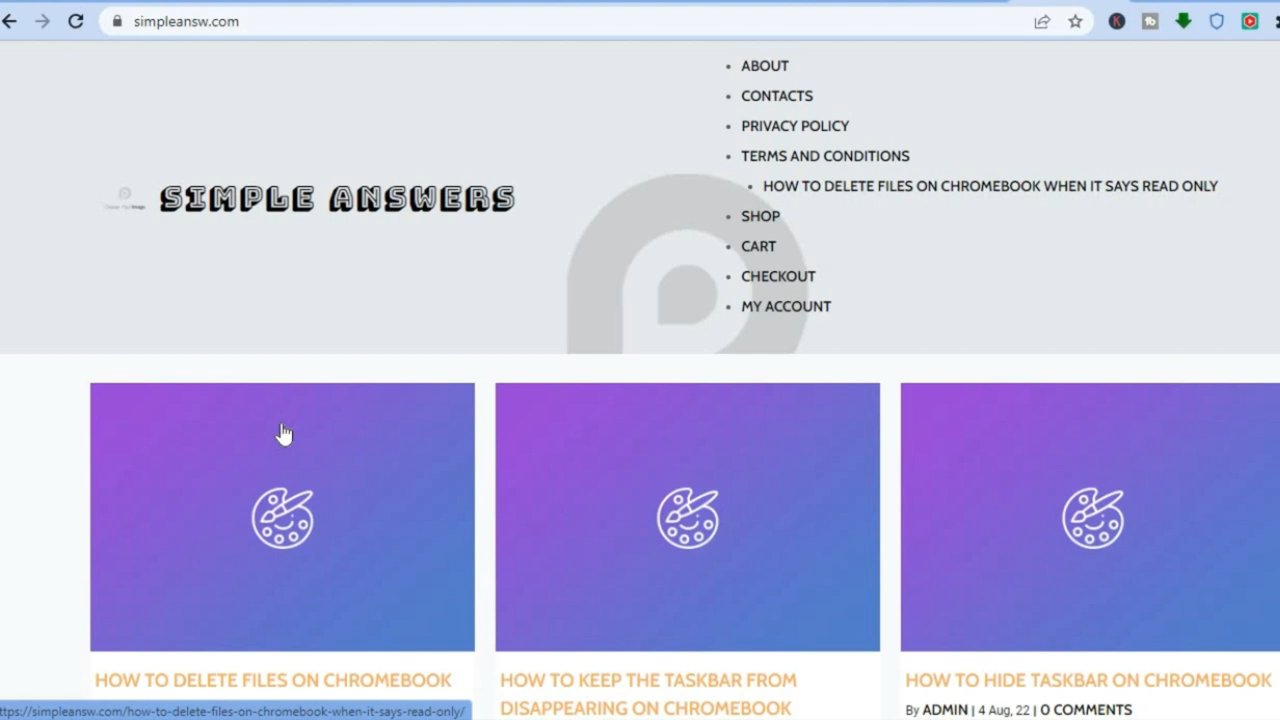 simpleansw.com
ABOUT
CONTACTS
PRIVACY POLICY
TERMS AND CONDITIONS
HOW TO DELETE FILES ON CHROMEBOOK WHEN IT SAYS READ ONLY
SHOP
CART
CHECKOUT
MY ACCOUNT
SIMPLE ANSWERS
HOW TO DELETE FILES ON CHROMEBOOK
HOW TO KEEP THE TASKBAR FROM
DISAPPEARING ON CHROMEBOOK
HOW TO HIDE TASKBAR ON CHROMEBOOK
By ADMIN | 4 Aug, 22 | 0 COMMENTS
ttps://simpleansw.com/how-to-delete-files-on-chromebook-when-it-says-read-only/